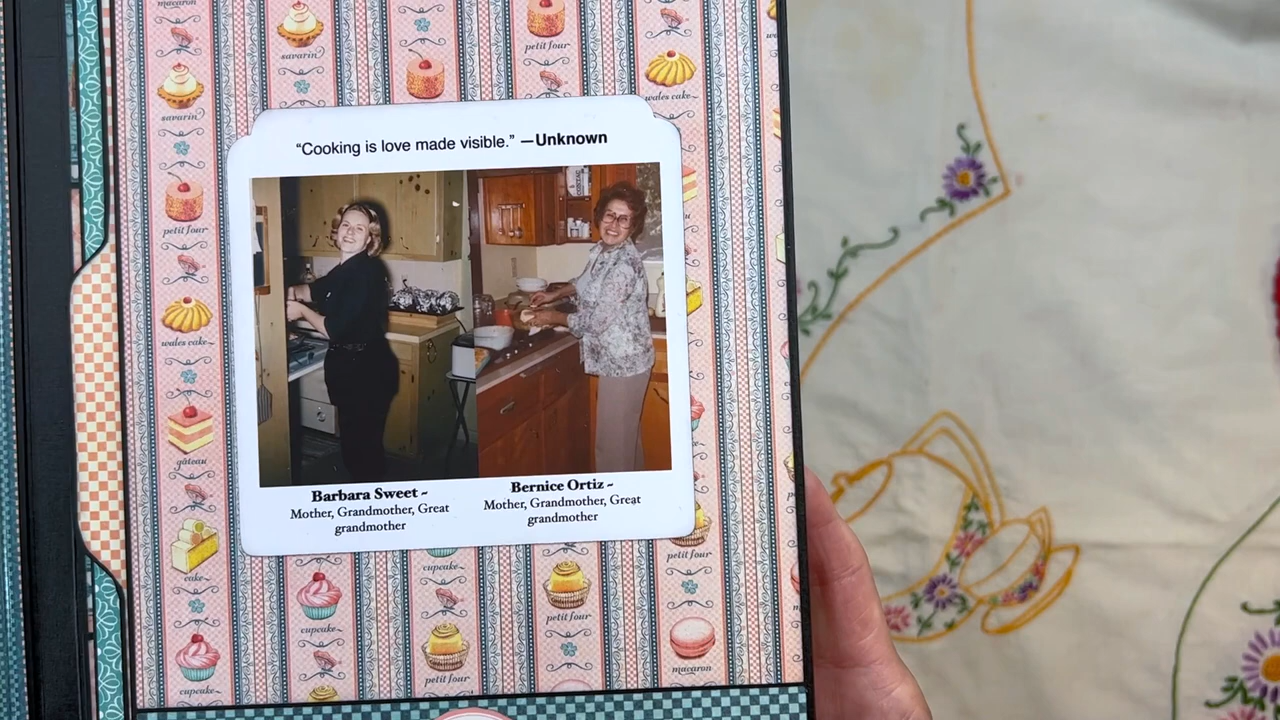 macaron
savarin
petit four
savarin
wales cake
petit four
wales cake
gâteau
cake
cupcake
“Cooking is love made visible.” —Unknown
Barbara Sweet ~
Mother, Grandmother, Great
grandmother
Bernice Ortiz ~
Mother, Grandmother, Great
grandmother
cupcake
cupcake
petit four
petit four
petit four
macaron